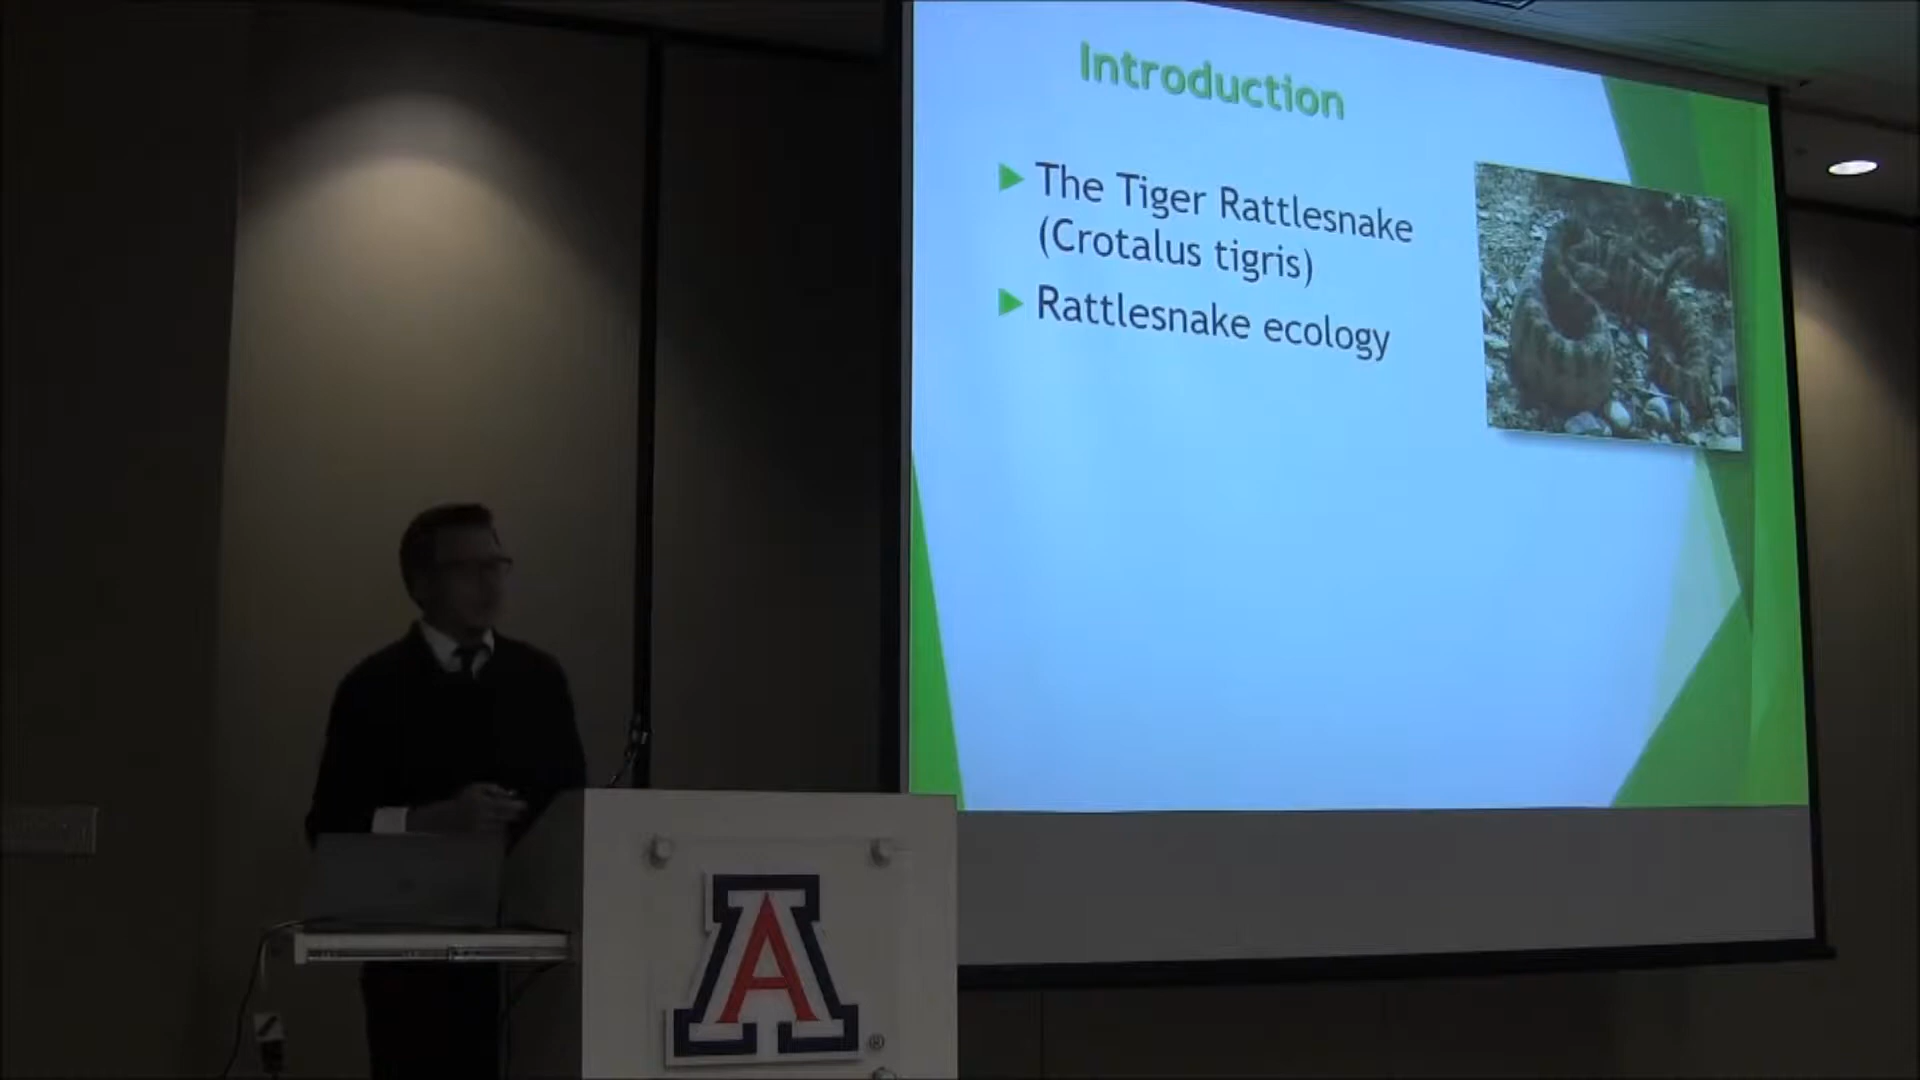 Introduction
The Tiger Rattlesnake
(Crotalus tigris)
Rattlesnake ecology
A
®